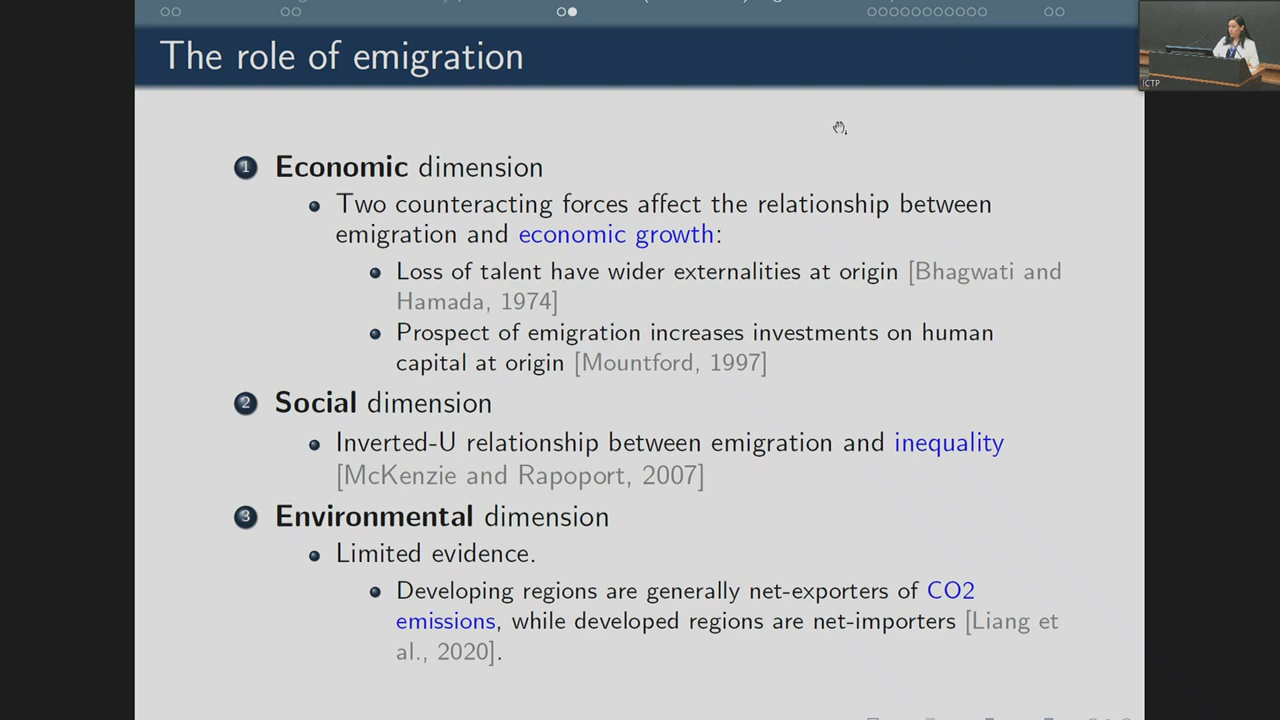 The role of emigration
ICTP
1 Economic dimension
Two counteracting forces affect the relationship between
emigration and economic growth:
Loss of talent have wider externalities at origin [Bhagwati and
Hamada, 1974]
Prospect of emigration increases investments on human
capital at origin [Mountford, 1997]
2 Social dimension
Inverted-U relationship between emigration and inequality
[McKenzie and Rapoport, 2007]
3 Environmental dimension
Limited evidence.
Developing regions are generally net-exporters of CO2
emissions, while developed regions are net-importers [Liang et
al., 2020].